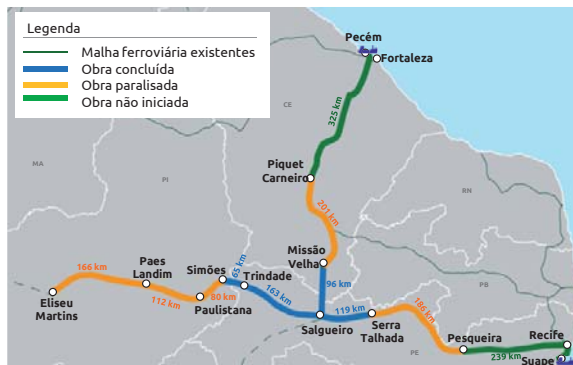 Legenda
Malha ferroviária existentes
Obra concluída
Obra paralisada
Obra não iniciada
Pecém
Fortaleza
CE
325 km
MA
PI
Piquet
Carneiro
RN
201 km
Missão
Velha
166 km
Paes
Landim
Simões
65 km
Trindade
96 km
PB
Eliseu
Martins
112 km
80 km
Paulistana
163 km
Salgueiro
119 km
Serra
Talhada
186 km
PE
Pesqueira
239 km
Recife
Suape